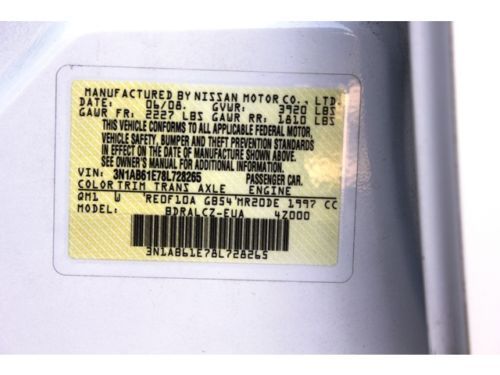 MANUFACTURED BY NISSAN MOTOR CO., LTD.
DATE: 06/08. GVWR: 3920 LBS
GAWR FR: 2227 LBS GAWR RR: 1810 LBS
THIS VEHICLE CONFORMS TO ALL APPLICABLE FEDERAL MOTOR
VEHICLE SAFETY, BUMPER AND THEFT PREVENTION STANDARDS
IN EFFECT ON THE DATE OF MANUFACTURE SHOWN ABOVE.
SEE OWNER'S MANUAL FOR ADDITIONAL INFORMATION.
VIN: 3N1AB61E78L728265 PASSENGER CAR.
COLOR TRIM TRANS AXLE ENGINE
QM1 W RE0F10A GB54 MR20DE 1997 CC
MODEL: BDRALCZ-EUA 4Z000
3N1AB61E78L728265